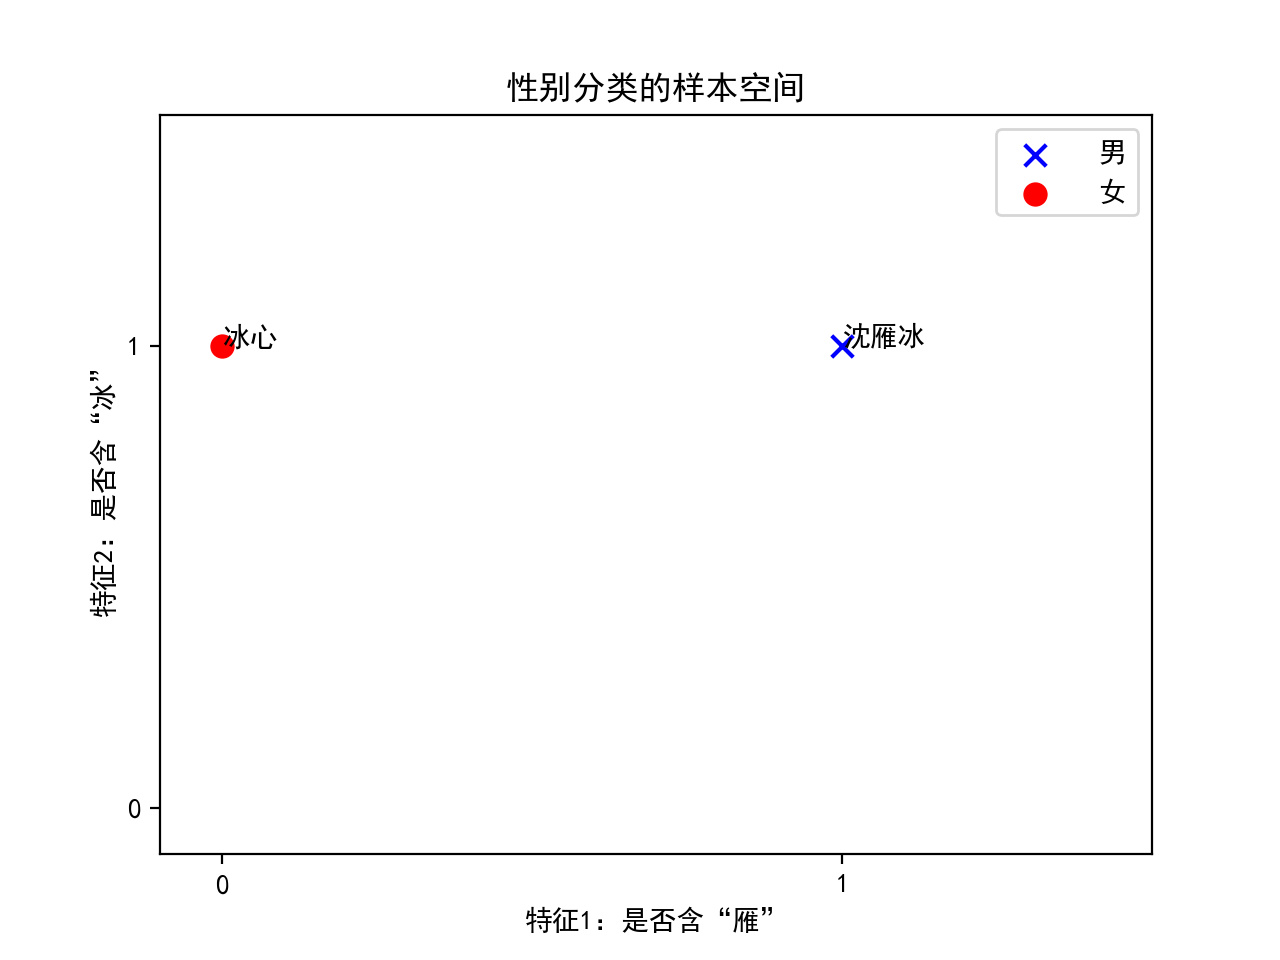 性别分类的样本空间
男
女
冰心
沈雁冰
1
0
特征2：是否含“冰”
0
1
特征1：是否含“雁”